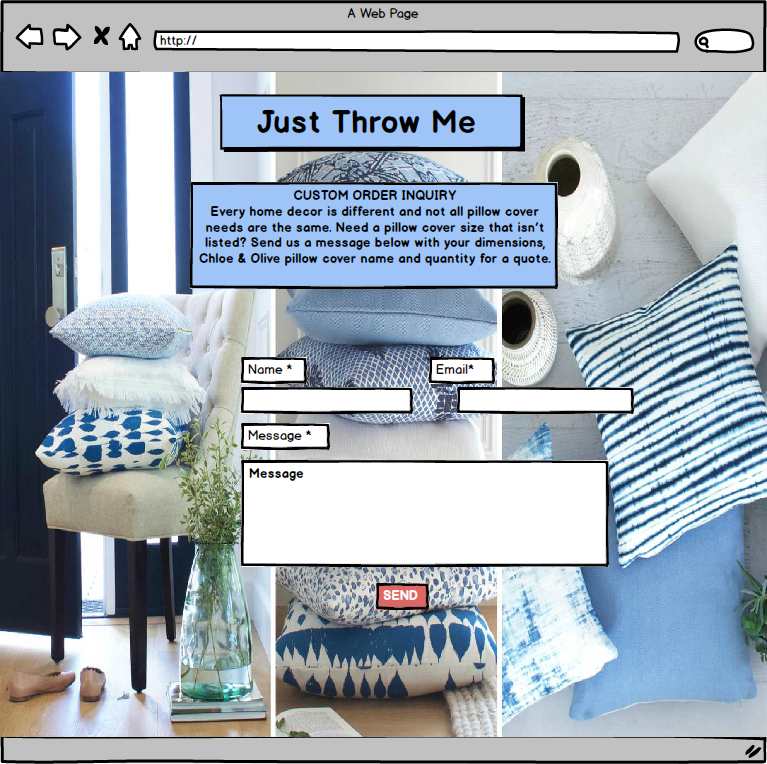 A Web Page
http://
Just Throw Me
CUSTOM ORDER INQUIRY
Every home decor is different and not all pillow cover
needs are the same. Need a pillow cover size that isn't
listed? Send us a message below with your dimensions,
Chloe & Olive pillow cover name and quantity for a quote.
Name * Email*
Message *
Message
SEND